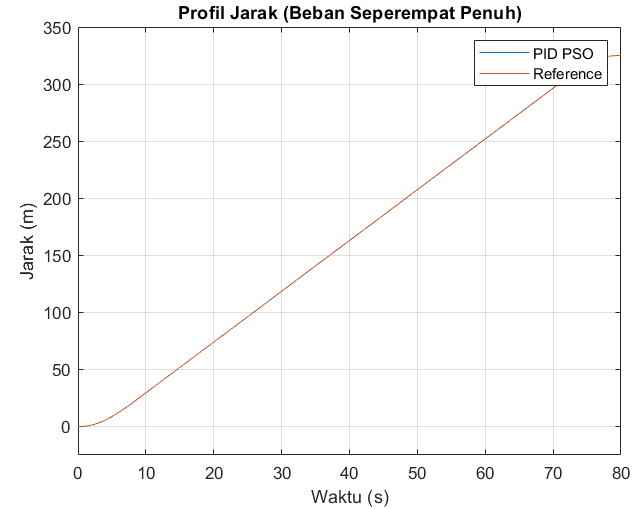 Profil Jarak (Beban Seperempat Penuh)
PID PSO
Reference
350
300
250
200
150
100
50
0
Jarak (m)
0 10 20 30 40 50 60 70 80
Waktu (s)